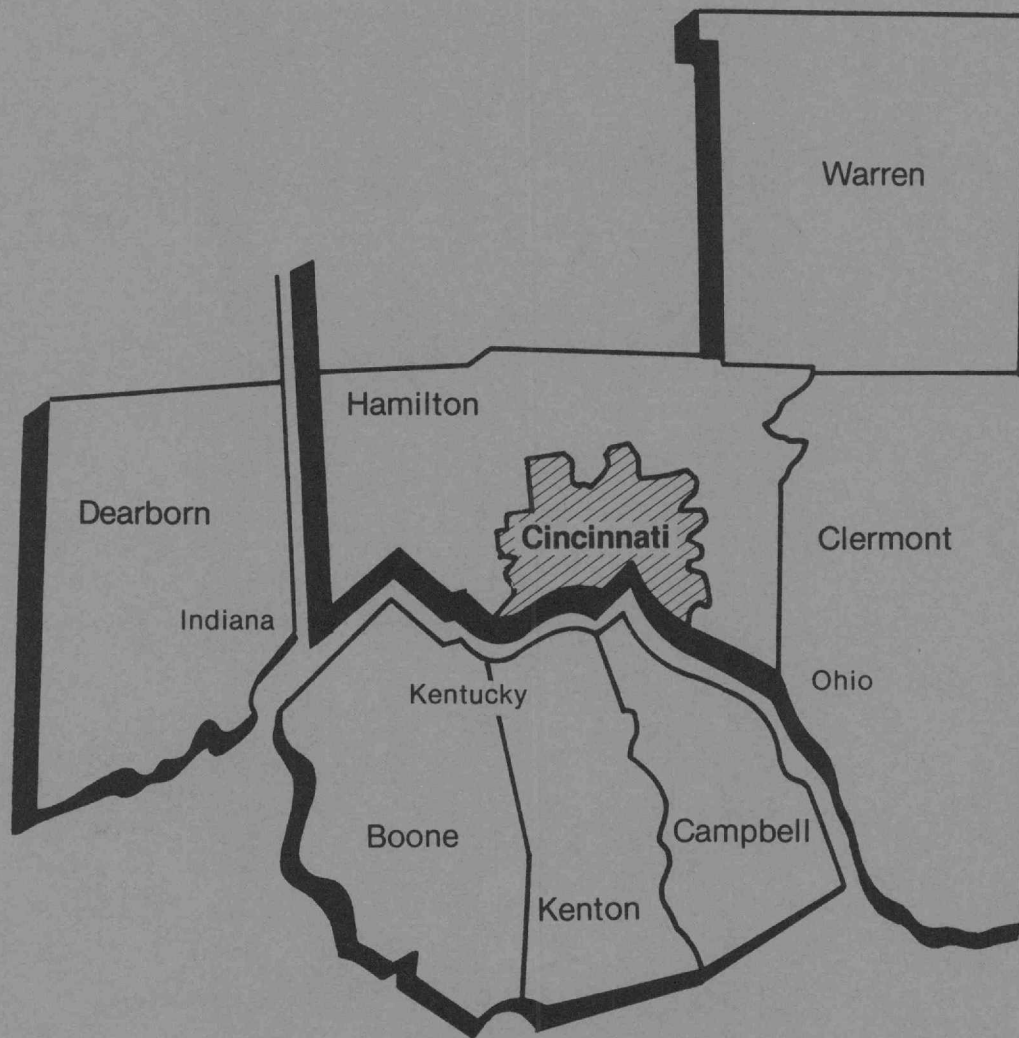 Warren
Hamilton
Dearborn
Cincinnati
Clermont
Indiana
Ohio
Kentucky
Boone
Campbell
Kenton